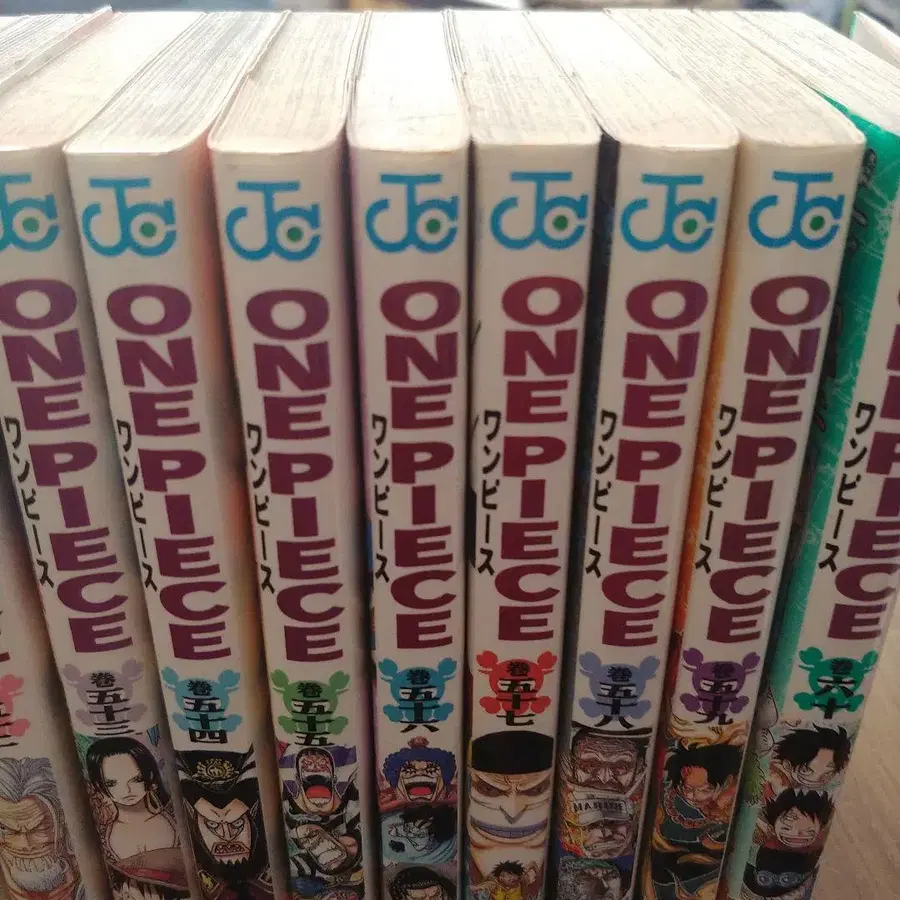 JC
ONE PIECE
ワンピース
巻五十三
JC
ONE PIECE
ワンピース
巻五十四
JC
ONE PIECE
ワンピース
巻五十五
JC
ONE PIECE
ワンピース
巻五十六
JC
ONE PIECE
ワンピース
巻五十七
JC
ONE PIECE
ワンピース
巻五十八
MARINE
JC
ONE PIECE
ワンピース
巻五十九
ONE PIECE
ワンピース
巻六十